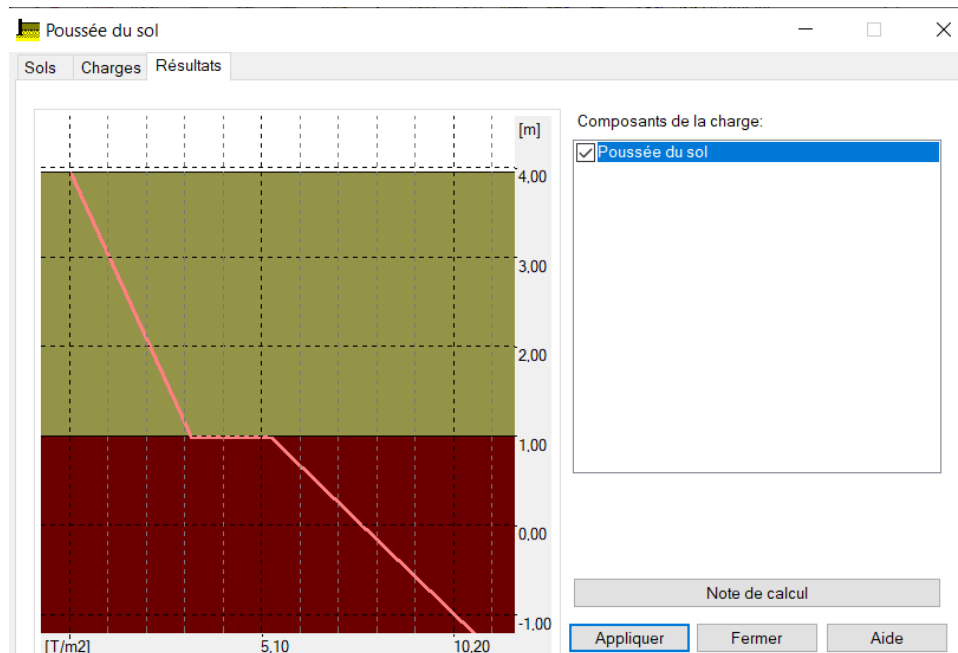 Poussée du sol
Sols Charges Résultats
[m]
4,00
3,00
2,00
1,00
0,00
-1,00
[T/m2] 5,10 10,20
Composants de la charge:
Poussée du sol
Note de calcul
Appliquer Fermer Aide